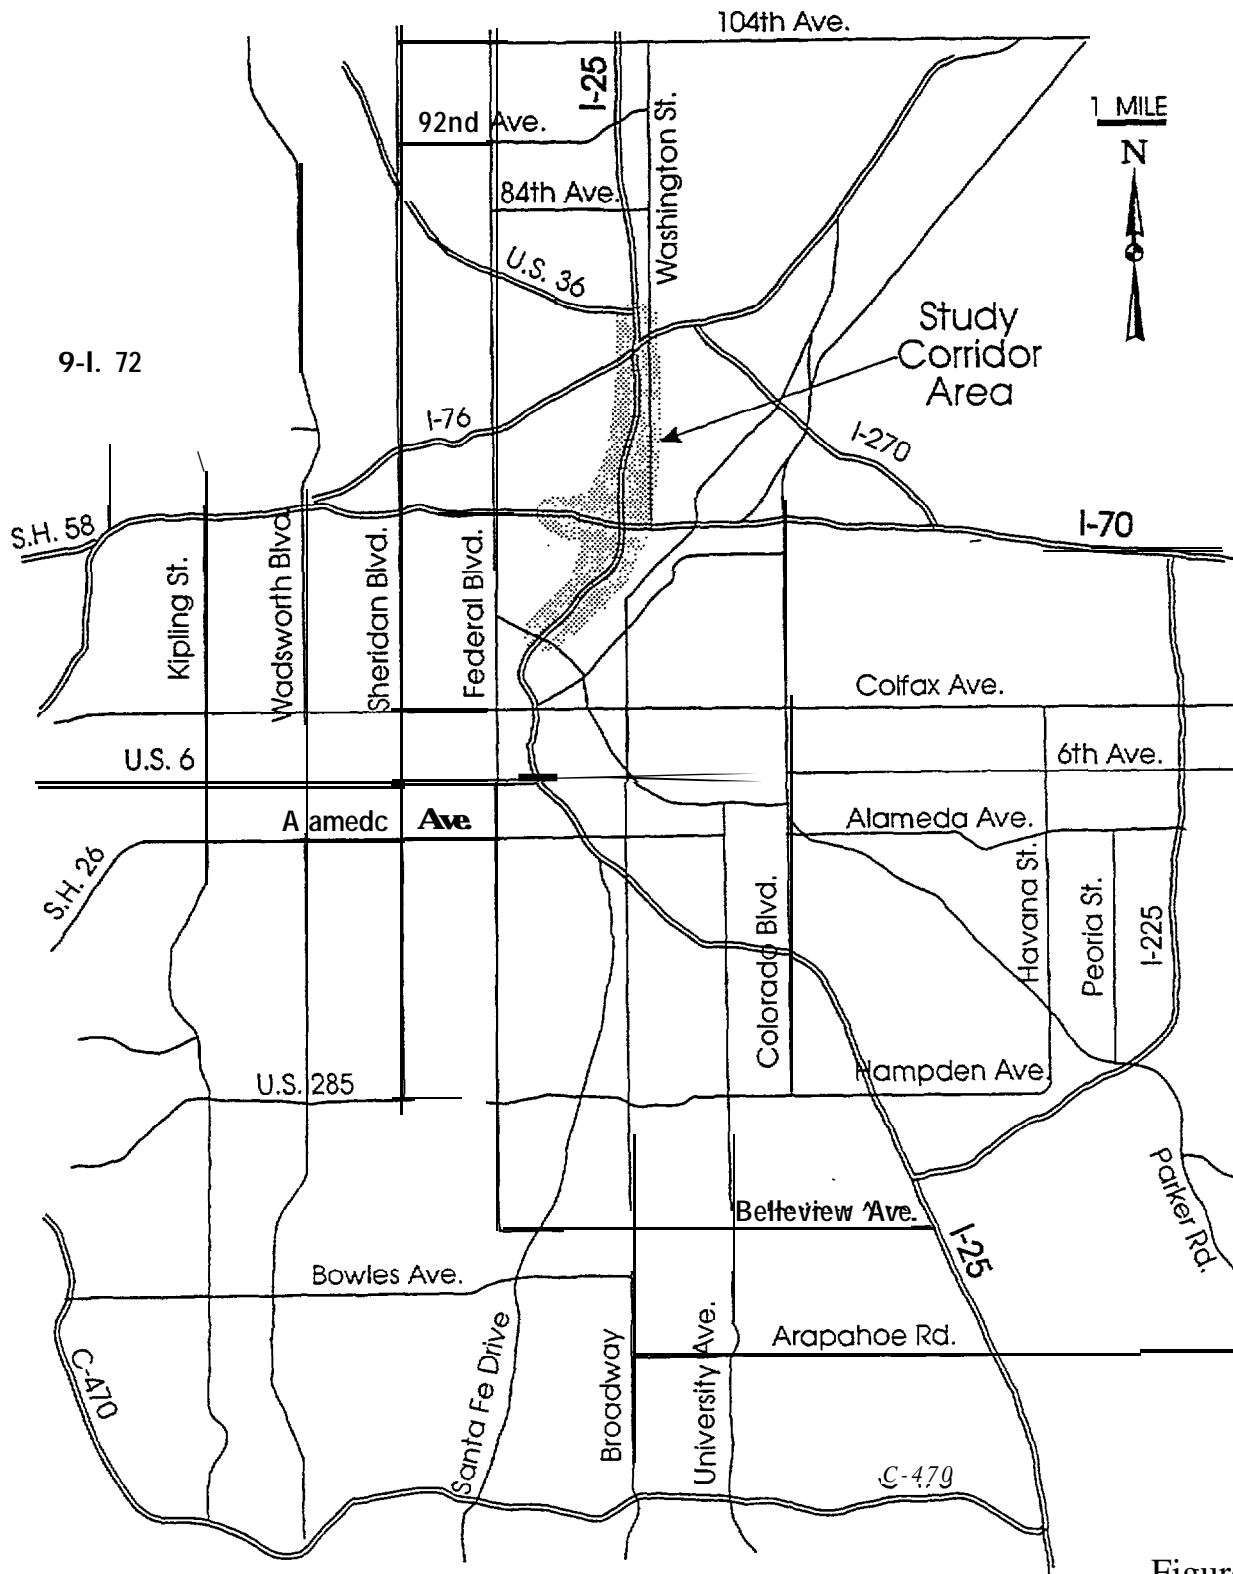 104th Ave.
I-25
1 MILE
92nd Ave.
Washington St.
N
84th Ave.
U.S. 36
Study
Corridor
Area
9-I. 72
I-76
I-270
S.H. 58
I-70
Kipling St.
Wadsworth Blvd.
Sheridan Blvd.
Federal Blvd.
Colfax Ave.
U.S. 6
6th Ave.
A amedc Ave.
Alameda Ave.
S.H. 26
Colorado Blvd.
Havana St.
Peoria St.
I-225
U.S. 285
Hampden Ave.
Parker Rd.
Belleview Ave.
I-25
Bowles Ave.
Arapahoe Rd.
C-470
Santa Fe Drive
Broadway
University Ave.
C-470
Figure